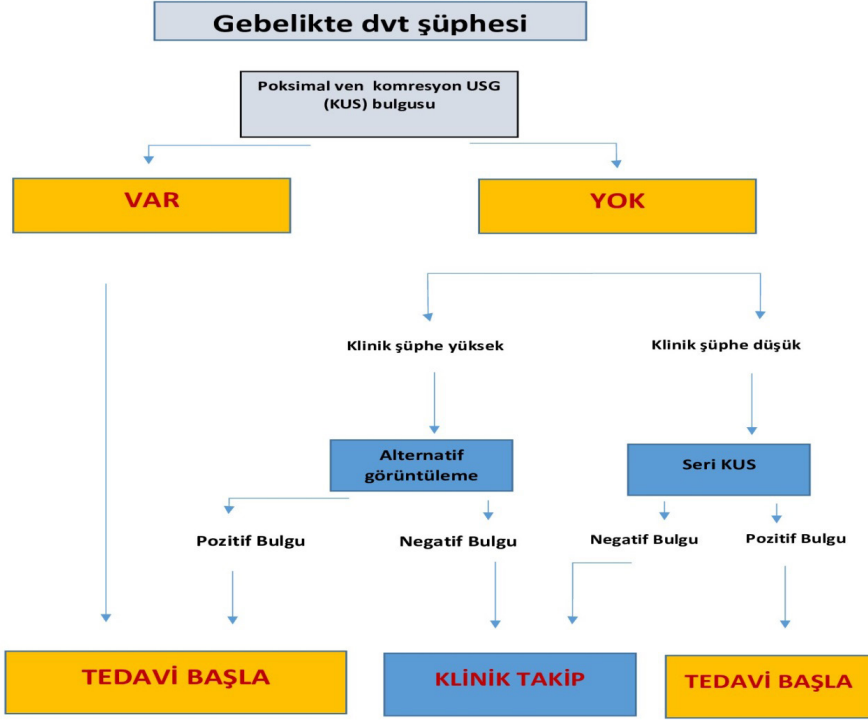 Gebelikte dvt şüphesi
Poksimal ven komresyon USG
(KUS) bulgusu
VAR
YOK
Klinik şüphe yüksek
Klinik şüphe düşük
Alternatif
görüntüleme
Seri KUS
Pozitif Bulgu
Negatif Bulgu
Negatif Bulgu
Pozitif Bulgu
TEDAVİ BAŞLA
KLİNİK TAKİP
TEDAVİ BAŞLA